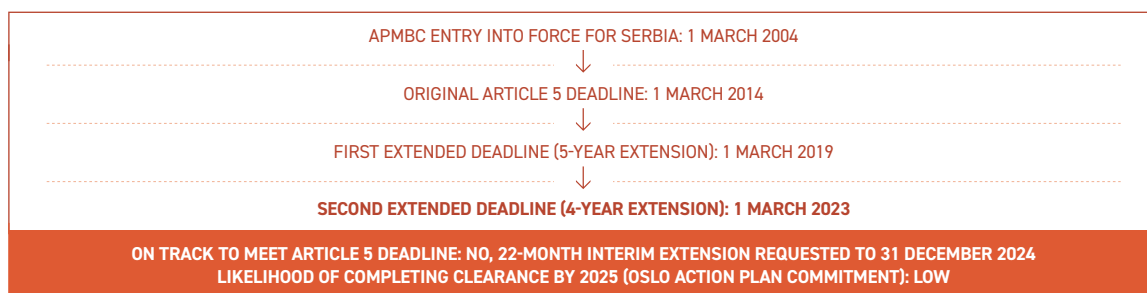 APMBC ENTRY INTO FORCE FOR SERBIA: 1 MARCH 2004
ORIGINAL ARTICLE 5 DEADLINE: 1 MARCH 2014
FIRST EXTENDED DEADLINE (5-YEAR EXTENSION): 1 MARCH 2019
SECOND EXTENDED DEADLINE (4-YEAR EXTENSION): 1 MARCH 2023
ON TRACK TO MEET ARTICLE 5 DEADLINE: NO, 22-MONTH INTERIM EXTENSION REQUESTED TO 31 DECEMBER 2024
LIKELIHOOD OF COMPLETING CLEARANCE BY 2025 (OSLO ACTION PLAN COMMITMENT): LOW